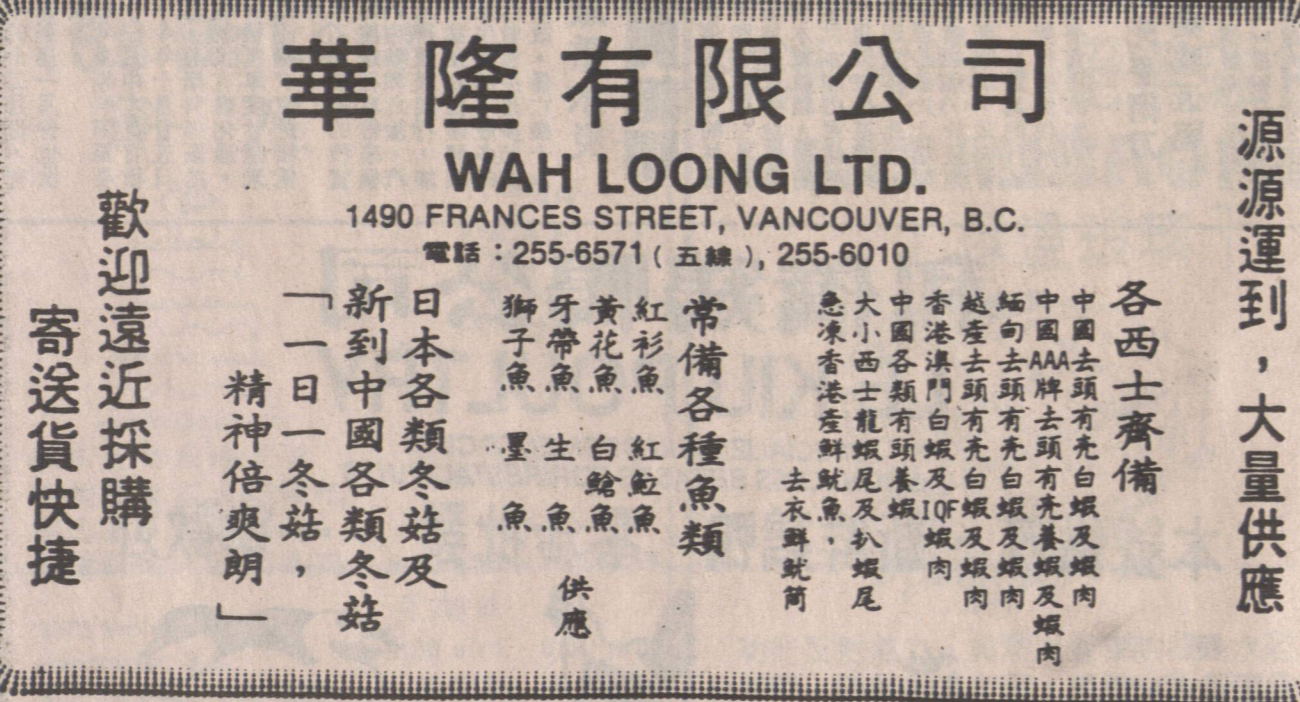 華隆有限公司
WAH LOONG LTD.
1490 FRANCES STREET, VANCOUVER, B.C.
電話：255-6571（五線），255-6010
源源運到，大量供應
各西士齊備
中國去頭有壳白蝦及蝦肉
中國AAA牌去頭有壳養蝦及蝦肉
緬甸去頭有壳白蝦及蝦肉
越產去頭有壳白蝦及蝦肉
香港澳門白蝦及IQF蝦肉
中國各類有頭養蝦
大小西士龍蝦尾及扒蝦尾
急凍香港產鮮魷魚，
去衣鮮魷筒
常備各種魚類
紅衫魚 紅魟魚
黃花魚 白鯧魚
牙帶魚 生魚
獅子魚 墨魚
供應
日本各類冬菇及
新到中國各類冬菇
「一日一冬菇，
精神倍爽朗」
歡迎遠近採購
寄送貨快捷